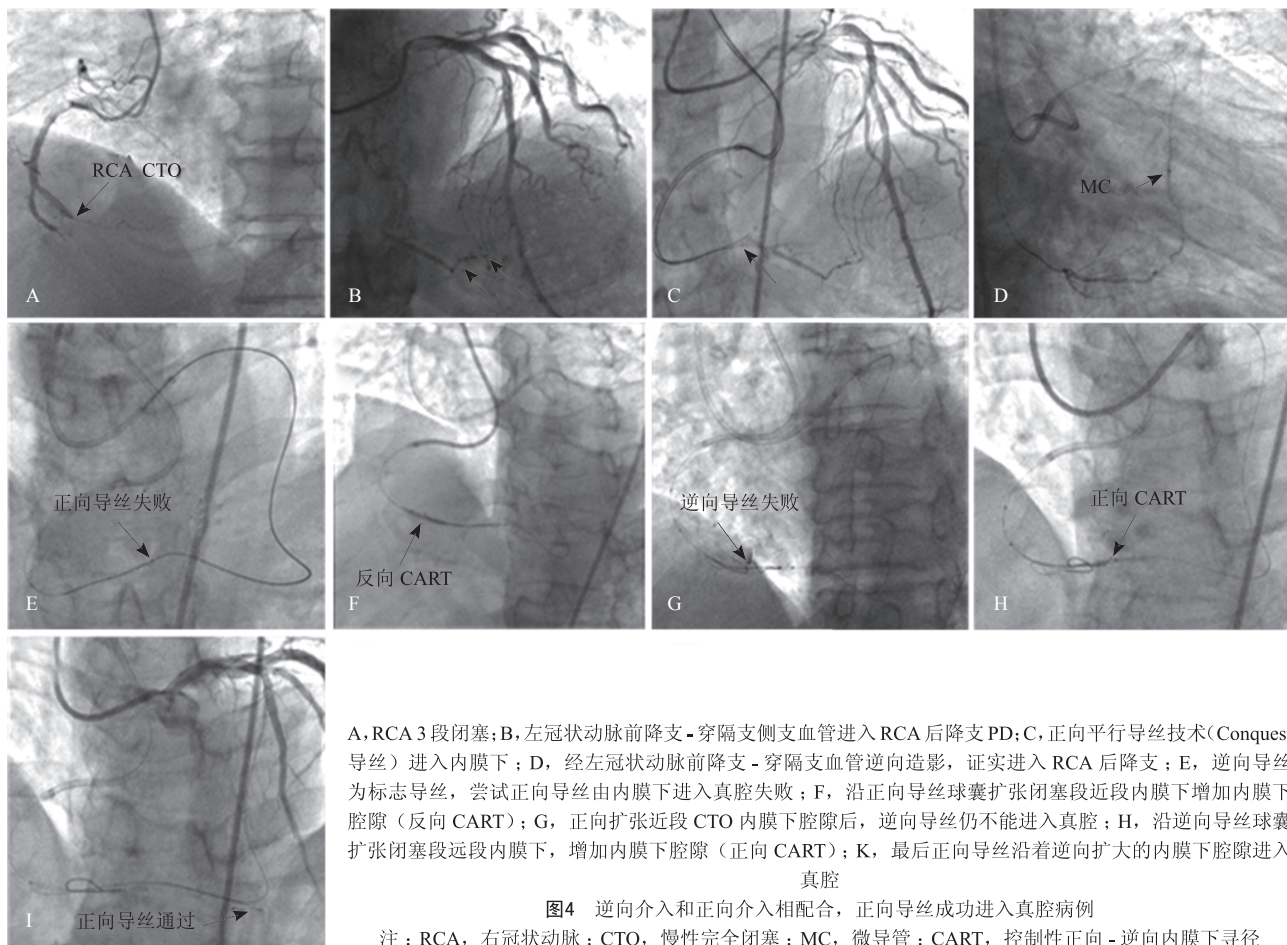 RCA CTO
A
B
C
MC
D
正向导丝失败
E
反向 CART
F
逆向导丝失败
G
正向 CART
H
正向导丝通过
I
A,RCA 3 段闭塞;B,左冠状动脉前降支-穿隔支侧支血管进入 RCA 后降支 PD;C,正向平行导丝技术(Conques
导丝)进入内膜下;D,经左冠状动脉前降支-穿隔支血管逆向造影,证实进入 RCA 后降支;E,逆向导丝
为标志导丝,尝试正向导丝由内膜下进入真腔失败;F,沿正向导丝球囊扩张闭塞段近段内膜下增加内膜下
腔隙(反向 CART);G,正向扩张近段 CTO 内膜下腔隙后,逆向导丝仍不能进入真腔;H,沿逆向导丝球囊
扩张闭塞段远段内膜下,增加内膜下腔隙(正向 CART);K,最后正向导丝沿着逆向扩大的内膜下腔隙进入
真腔
图4 逆向介入和正向介入相配合,正向导丝成功进入真腔病例
注:RCA,右冠状动脉:CTO,慢性完全闭塞:MC,微导管:CART,控制性正向-逆向内膜下寻径